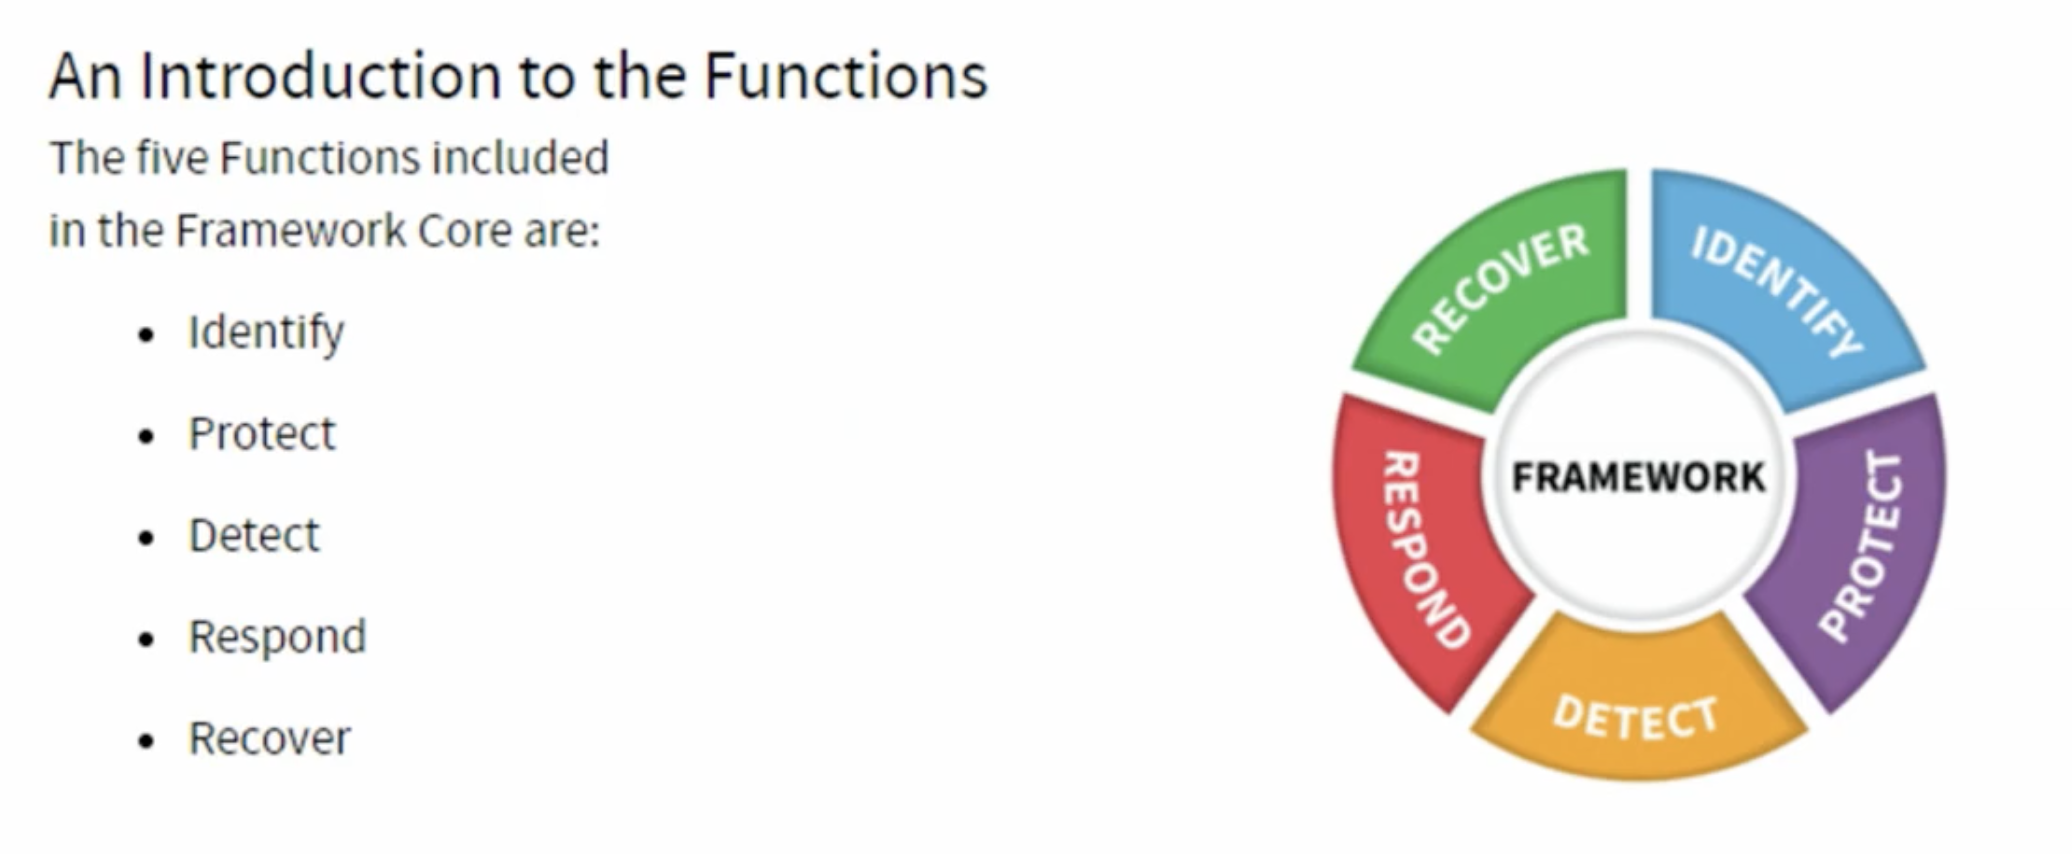 An Introduction to the Functions
The five Functions included
in the Framework Core are:
Identify
Protect
Detect
Respond
Recover
RECOVER
IDENTIFY
FRAMEWORK
RESPOND
PROTECT
DETECT